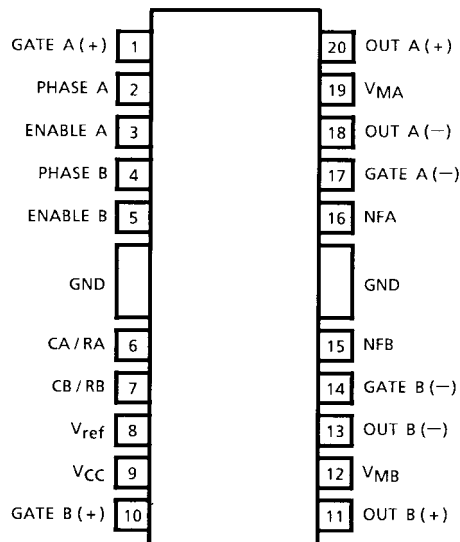 GATE A (+) 1 20 OUT A (+)
PHASE A 2 19 VMA
ENABLE A 3 18 OUT A (—)
PHASE B 4 17 GATE A (—)
ENABLE B 5 16 NFA
GND GND
CA / RA 6 15 NFB
CB / RB 7 14 GATE B (—)
Vref 8 13 OUT B (—)
VCC 9 12 VMB
GATE B (+) 10 11 OUT B (+)